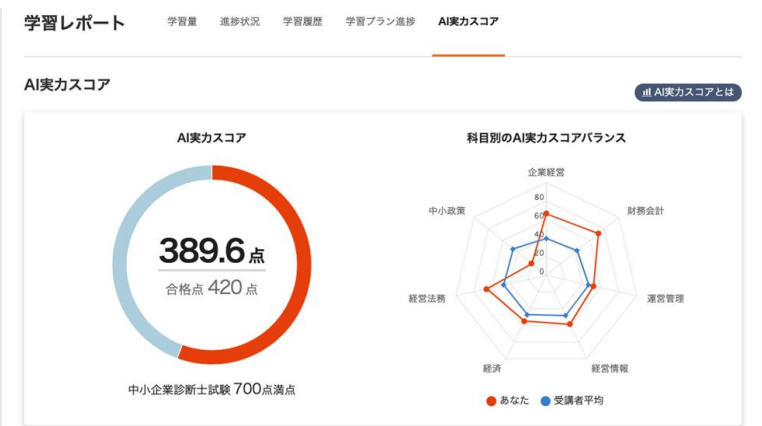 学習レポート
学習量 進捗状況 学習履歴 学習プラン進捗 AI実力スコア
AI実力スコア
AI実力スコアとは
AI実力スコア
389.6点
合格点 420点
中小企業診断士試験 700点満点
科目別のAI実力スコアバランス
企業経営
財務会計
運営管理
経営情報
経済
経営法務
中小政策
80
60
40
20
0
あなた 受講者平均